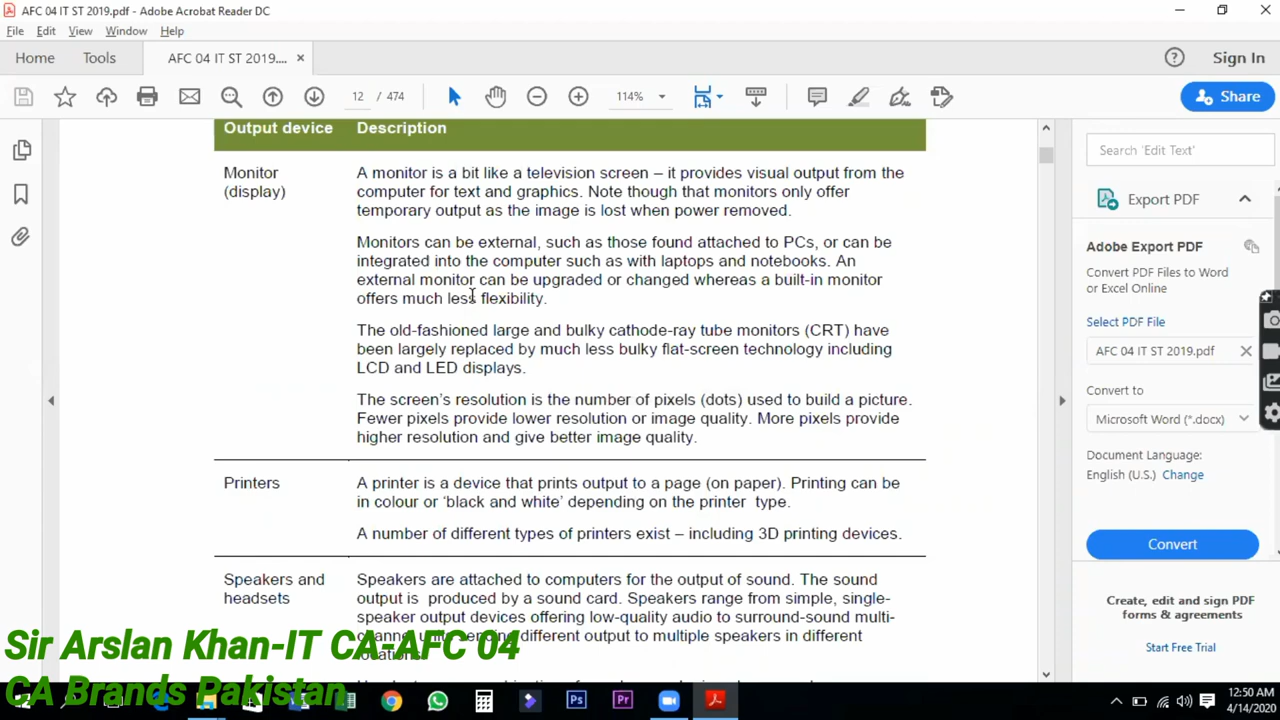 AFC 04 IT ST 2019.pdf - Adobe Acrobat Reader DC
File Edit View Window Help
Home Tools AFC 04 IT ST 2019.... × Sign In
12 / 474 114% Share
Output device Description
Monitor (display)
A monitor is a bit like a television screen – it provides visual output from the
computer for text and graphics. Note though that monitors only offer
temporary output as the image is lost when power removed.
Monitors can be external, such as those found attached to PCs, or can be
integrated into the computer such as with laptops and notebooks. An
external monitor can be upgraded or changed whereas a built-in monitor
offers much less flexibility.
The old-fashioned large and bulky cathode-ray tube monitors (CRT) have
been largely replaced by much less bulky flat-screen technology including
LCD and LED displays.
The screen's resolution is the number of pixels (dots) used to build a picture.
Fewer pixels provide lower resolution or image quality. More pixels provide
higher resolution and give better image quality.
Printers
A printer is a device that prints output to a page (on paper). Printing can be
in colour or 'black and white' depending on the printer type.
A number of different types of printers exist – including 3D printing devices.
Speakers and
headsets
Speakers are attached to computers for the output of sound. The sound
output is produced by a sound card. Speakers range from simple, single-
speaker output devices offering low-quality audio to surround-sound multi-
different output to multiple speakers in different
Search 'Edit Text'
Export PDF
Adobe Export PDF
Convert PDF Files to Word
or Excel Online
Select PDF File
AFC 04 IT ST 2019.pdf ×
Convert to
Microsoft Word (*.docx)
Document Language:
English (U.S.) Change
Convert
Create, edit and sign PDF
forms & agreements
Start Free Trial
Sir Arslan Khan-IT CA-AFC 04
CA Brands Pakistan
Ps Pr
12:50 AM
4/14/2020